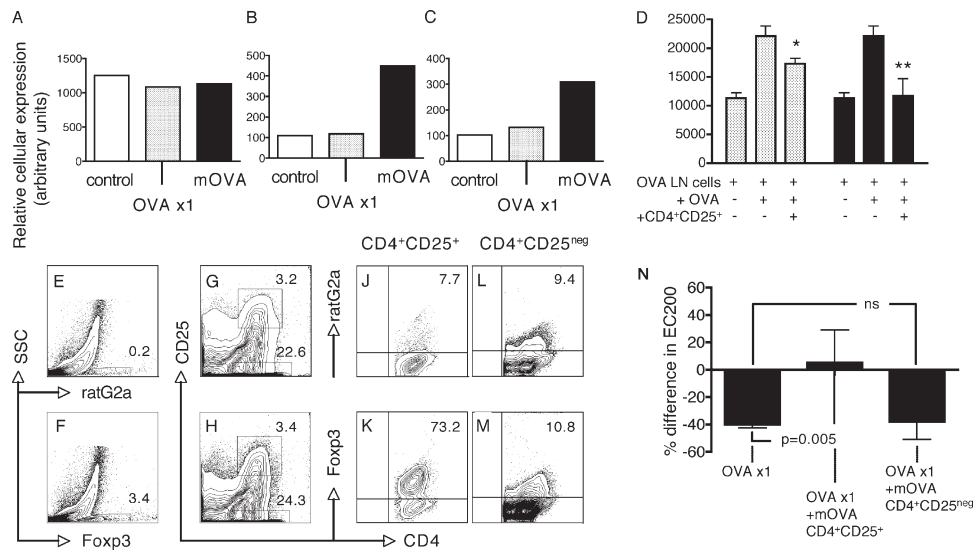 A
B
C
D
Relative cellular expression
(arbitrary units)
1500
1000
500
0
control
mOVA
OVA x1
500
400
300
200
100
0
control
mOVA
OVA x1
400
300
200
100
0
control
mOVA
OVA x1
25000
20000
15000
10000
5000
0
*
**
OVA LN cells + + + + + +
+ OVA - + + - + +
+CD4+CD25+ - - + - - +
CD4+CD25+
CD4+CD25neg
E
0.2
SSC
ratG2a
F
3.4
Foxp3
G
3.2
22.6
CD25
H
3.4
24.3
ratG2a
J
7.7
L
9.4
Foxp3
K
73.2
M
10.8
CD4
N
% difference in EC200
60
40
20
0
-20
-40
-60
ns
p=0.005
OVA x1
OVA x1
+mOVA
CD4+CD25+
OVA x1
+mOVA
CD4+CD25neg